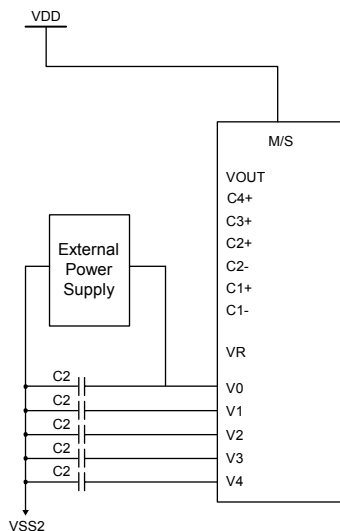 VDD
M/S
VOUT
C4+
C3+
C2+
C2-
C1+
C1-
External
Power
Supply
VR
C2
V0
C2
V1
C2
V2
C2
V3
C2
V4
VSS2